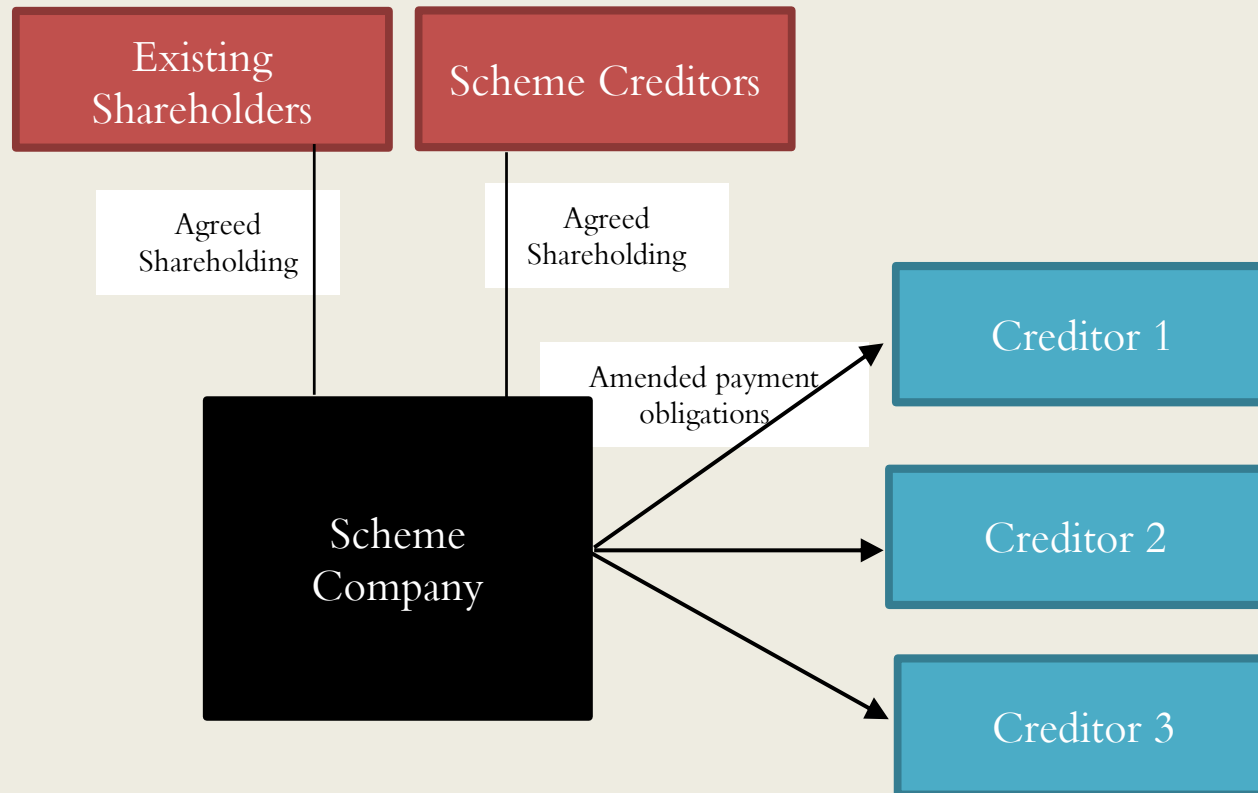 Existing
Shareholders
Scheme Creditors
Agreed
Shareholding
Agreed
Shareholding
Creditor 1
Amended payment
obligations
Scheme
Company
Creditor 2
Creditor 3